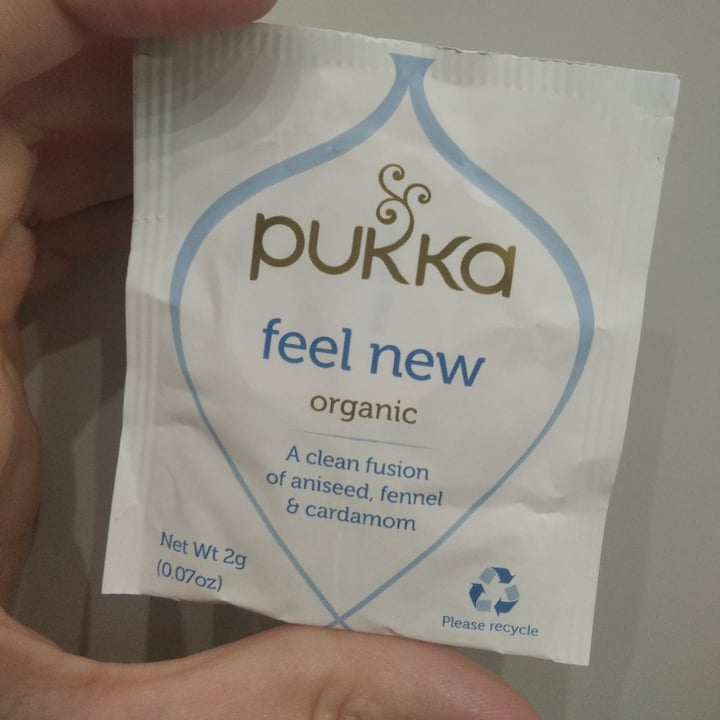 pukka
feel new
organic
A clean fusion
of aniseed, fennel
& cardamom
Net Wt 2g
(0.07oz)
Please recycle